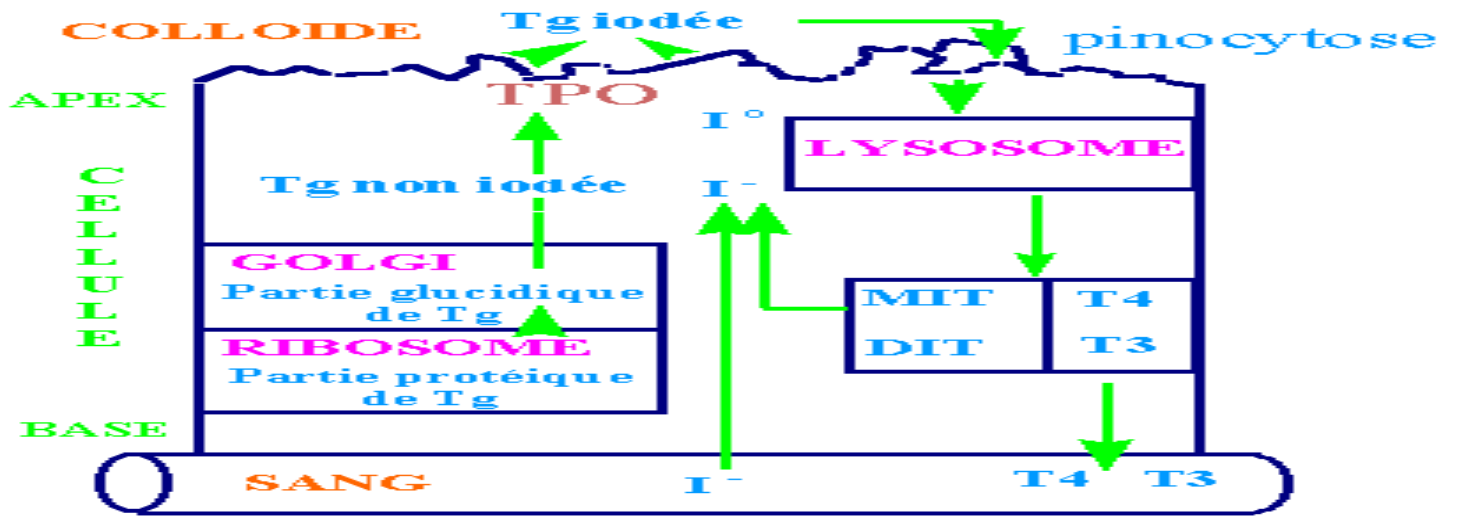 Tg iodée
COLLOIDE
pinocytose
APEX
TPO
I°
LYSOSOME
CELLULE
Tg non iodée
I-
GOLGI
Partie glucidique
de Tg
MIT
T4
RIBOSOME
DIT
T3
Partie protéique
de Tg
BASE
SANG
I-
T4 T3